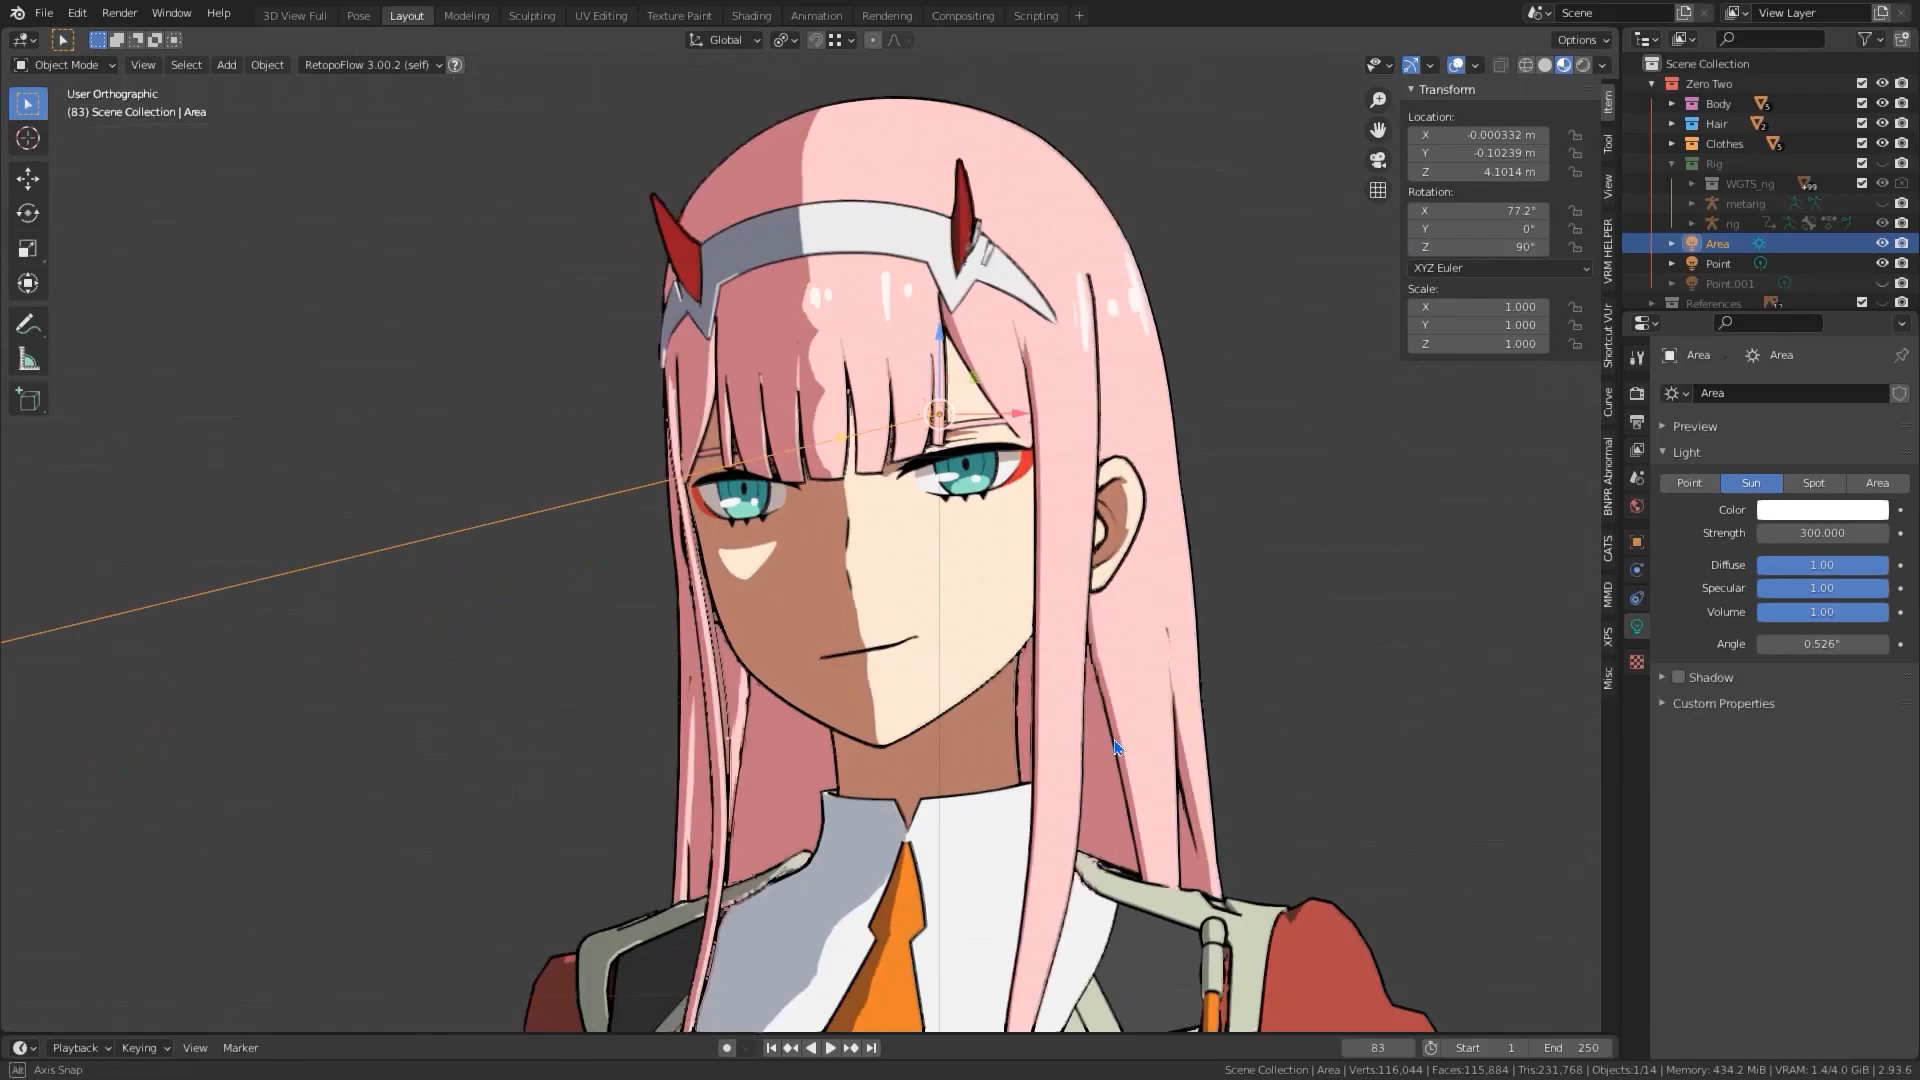 File Edit Render Window Help
3D View Full Pose Layout Modeling Sculpting UV Editing Texture Paint Shading Animation Rendering Compositing Scripting +
Scene
View Layer
Global
Options
Object Mode View Select Add Object RetopoFlow 3.00.2 (self) ?
User Orthographic
(83) Scene Collection | Area
Transform
Location:
X -0.000332 m
Y -0.10239 m
Z 4.1014 m
Rotation:
X 77.2°
Y 0°
Z 90°
XYZ Euler
Scale:
X 1.000
Y 1.000
Z 1.000
Item
Tool
View
VRM HELPER
Shortcut VUr
Curve
BNPR Abnormal
CATS
MMD
XPS
Misc
Scene Collection
Zero Two
Body 5
Hair 2
Clothes 5
Rig
WGTS_rig +99
metarig
rig
Area
Point
Point.001
References
Area Area
Area
Preview
Light
Point Sun Spot Area
Color
Strength 300.000
Diffuse 1.00
Specular 1.00
Volume 1.00
Angle 0.526°
Shadow
Custom Properties
Playback Keying View Marker
83 Start 1 End 250
Alt Axis Snap
Scene Collection | Area | Verts:116,044 | Faces:115,884 | Tris:231,768 | Objects:1/14 | Memory: 434.2 MiB | VRAM: 1.4/4.0 GiB | 2.93.6